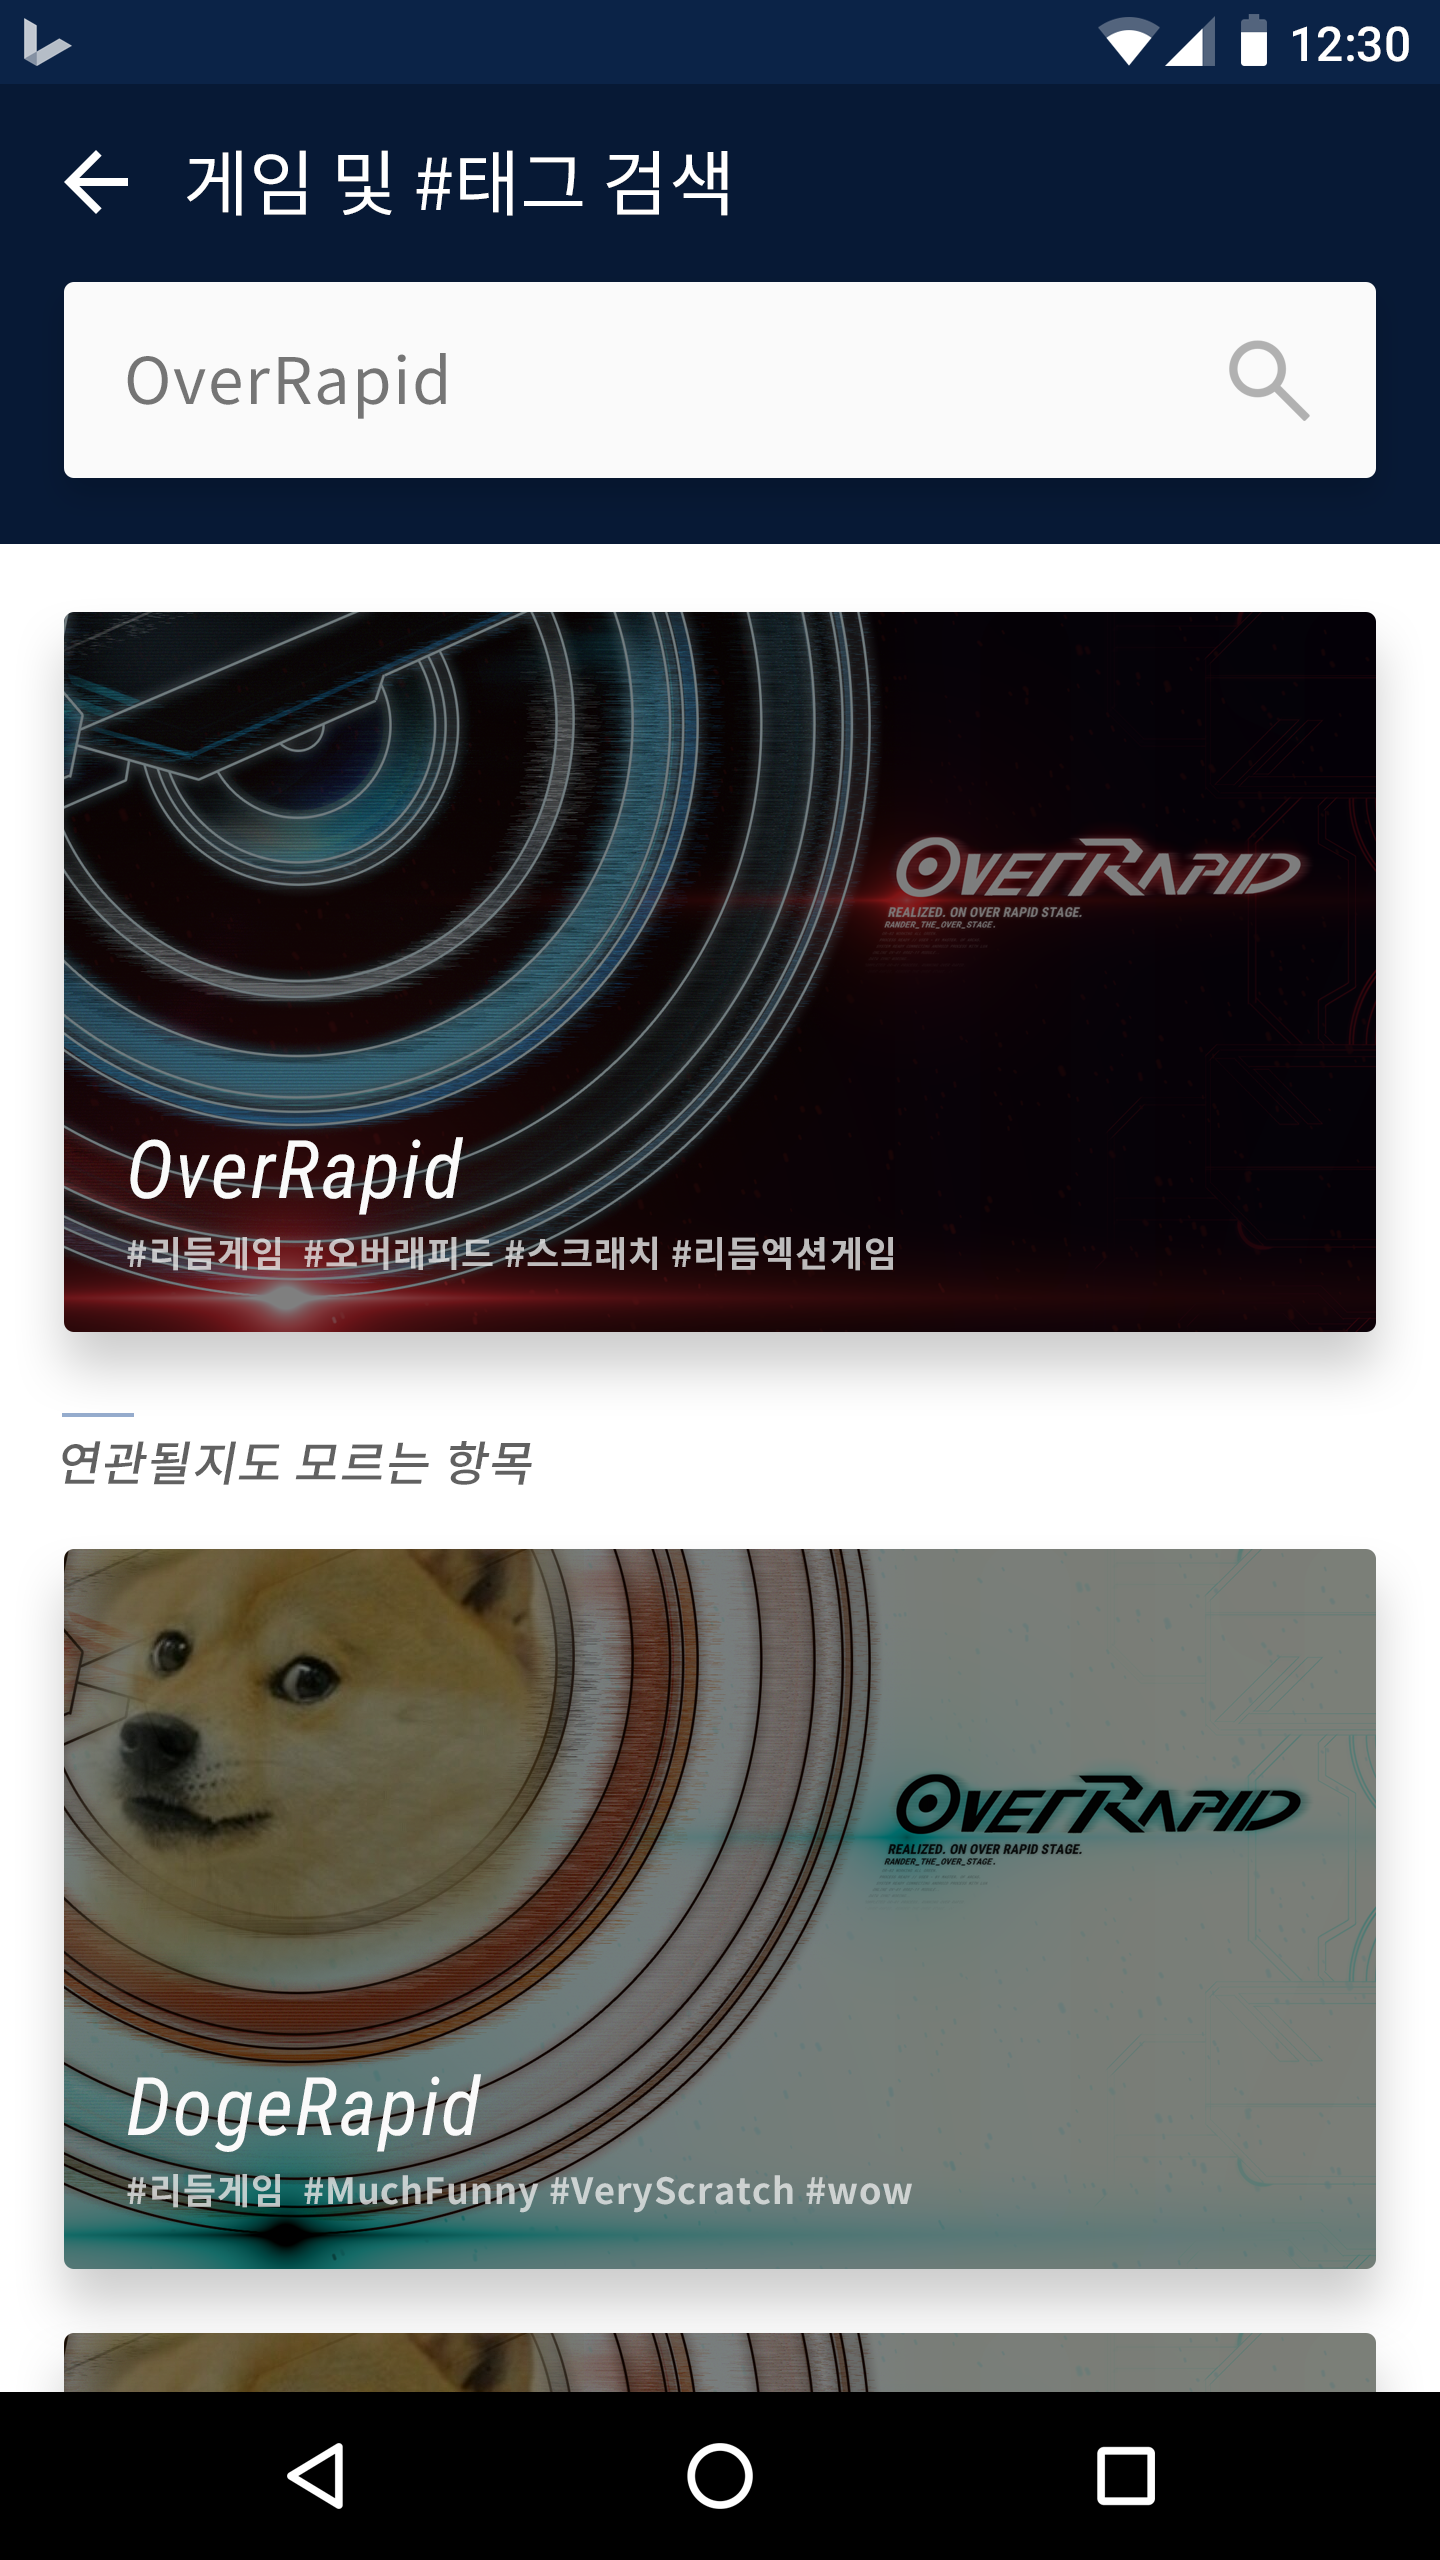 12:30
게임 및 #태그 검색
OverRapid
OVERRAPID
REALIZED. ON OVER RAPID STAGE.
RANDER_THE_OVER_STAGE.
OverRapid
#리듬게임 #오버래피드 #스크래치 #리듬엑션게임
연관될지도 모르는 항목
OVERRAPID
REALIZED. ON OVER RAPID STAGE.
RANDER_THE_OVER_STAGE.
DogeRapid
#리듬게임 #MuchFunny #VeryScratch #wow